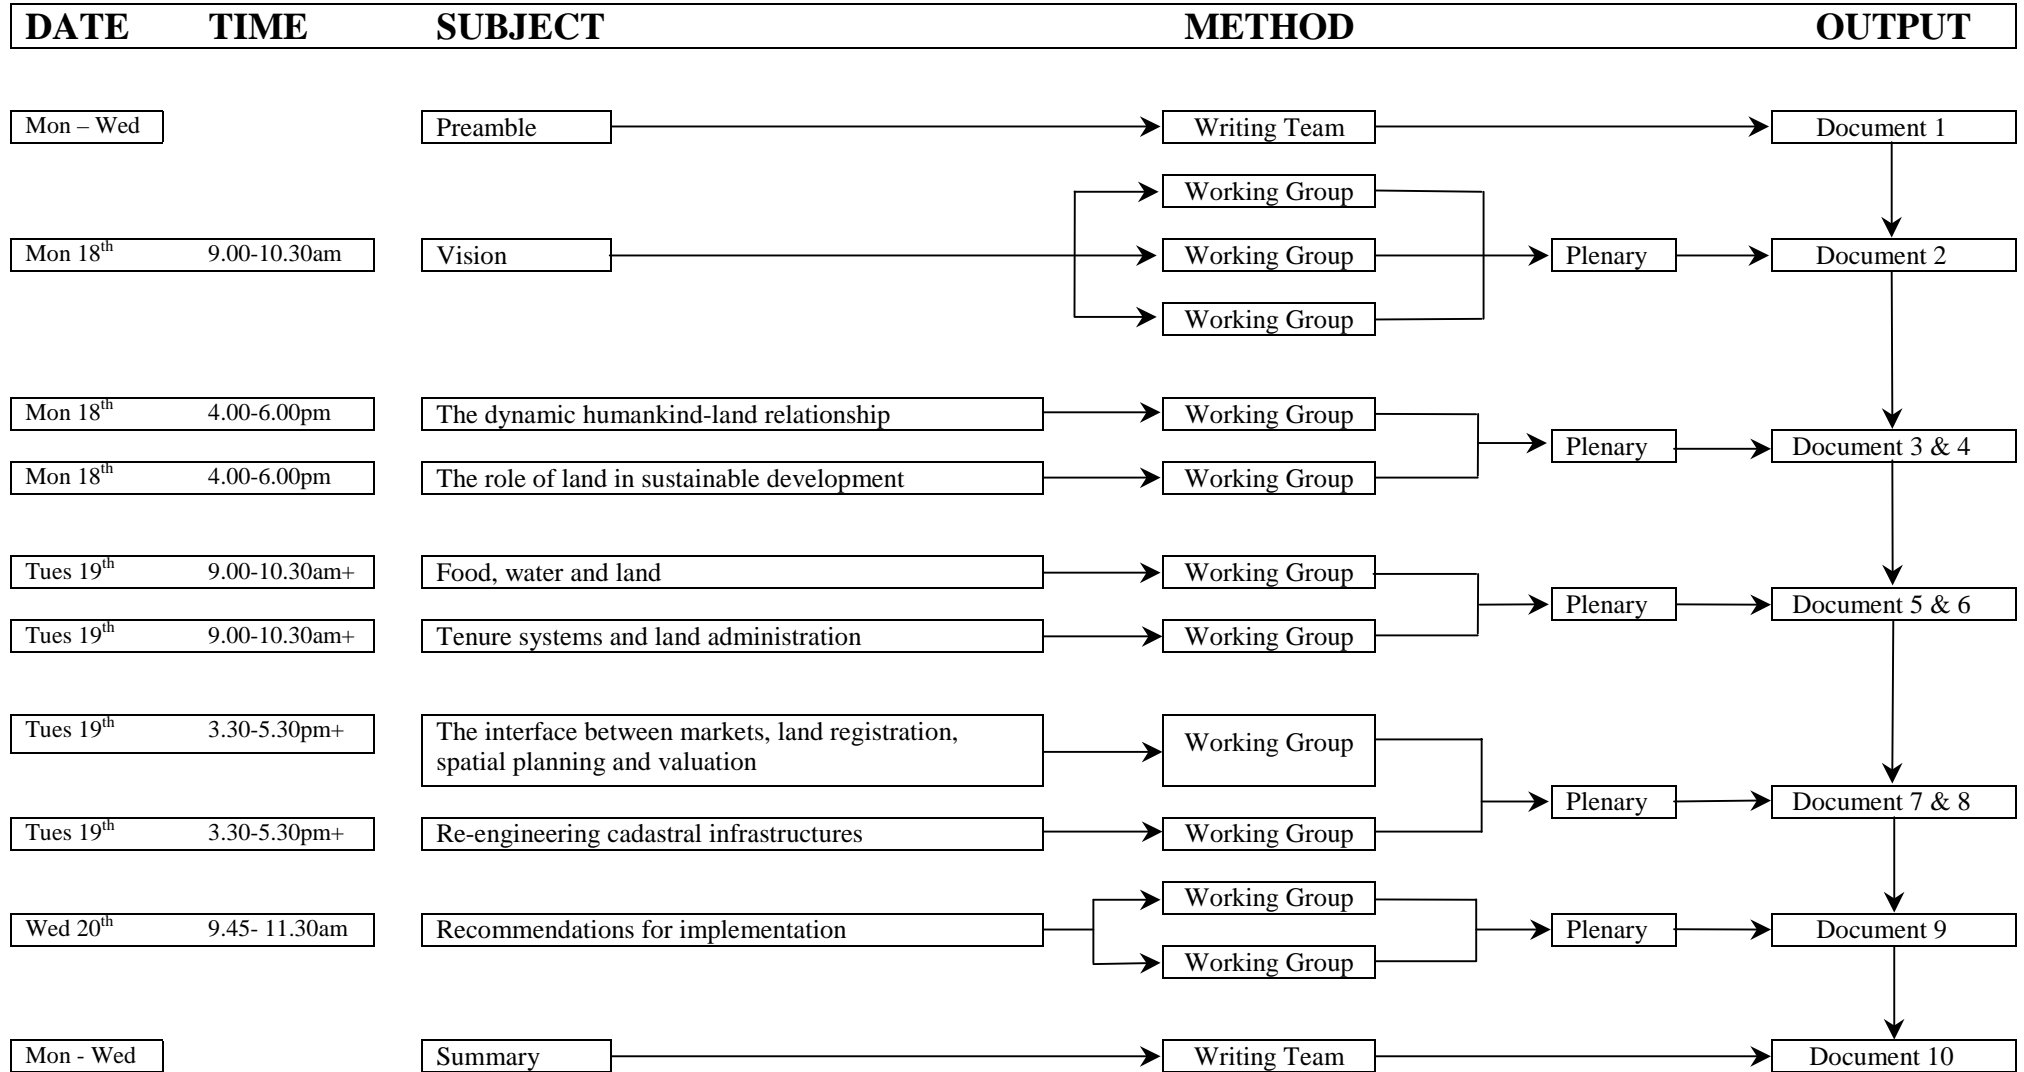 DATE TIME SUBJECT METHOD OUTPUT
Mon – Wed Preamble Writing Team Document 1
Working Group
Mon 18th 9.00-10.30am Vision Working Group Plenary Document 2
Working Group
Mon 18th 4.00-6.00pm The dynamic humankind-land relationship Working Group
Plenary Document 3 & 4
Mon 18th 4.00-6.00pm The role of land in sustainable development Working Group
Tues 19th 9.00-10.30am+ Food, water and land Working Group
Plenary Document 5 & 6
Tues 19th 9.00-10.30am+ Tenure systems and land administration Working Group
Tues 19th 3.30-5.30pm+ The interface between markets, land registration,
spatial planning and valuation Working Group
Plenary Document 7 & 8
Tues 19th 3.30-5.30pm+ Re-engineering cadastral infrastructures Working Group
Working Group
Wed 20th 9.45- 11.30am Recommendations for implementation Plenary Document 9
Working Group
Mon - Wed Summary Writing Team Document 10